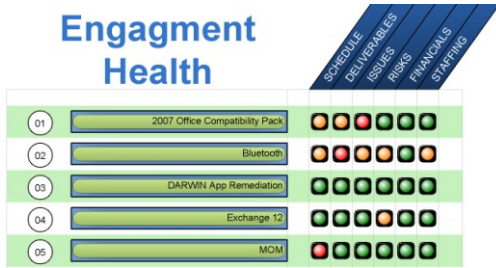 Engagment
Health
SCHEDULE
DELIVERABLES
ISSUES
RISKS
FINANCIALS
STAFFING
01 2007 Office Compatibility Pack
02 Bluetooth
03 DARWIN App Remediation
04 Exchange 12
05 MOM